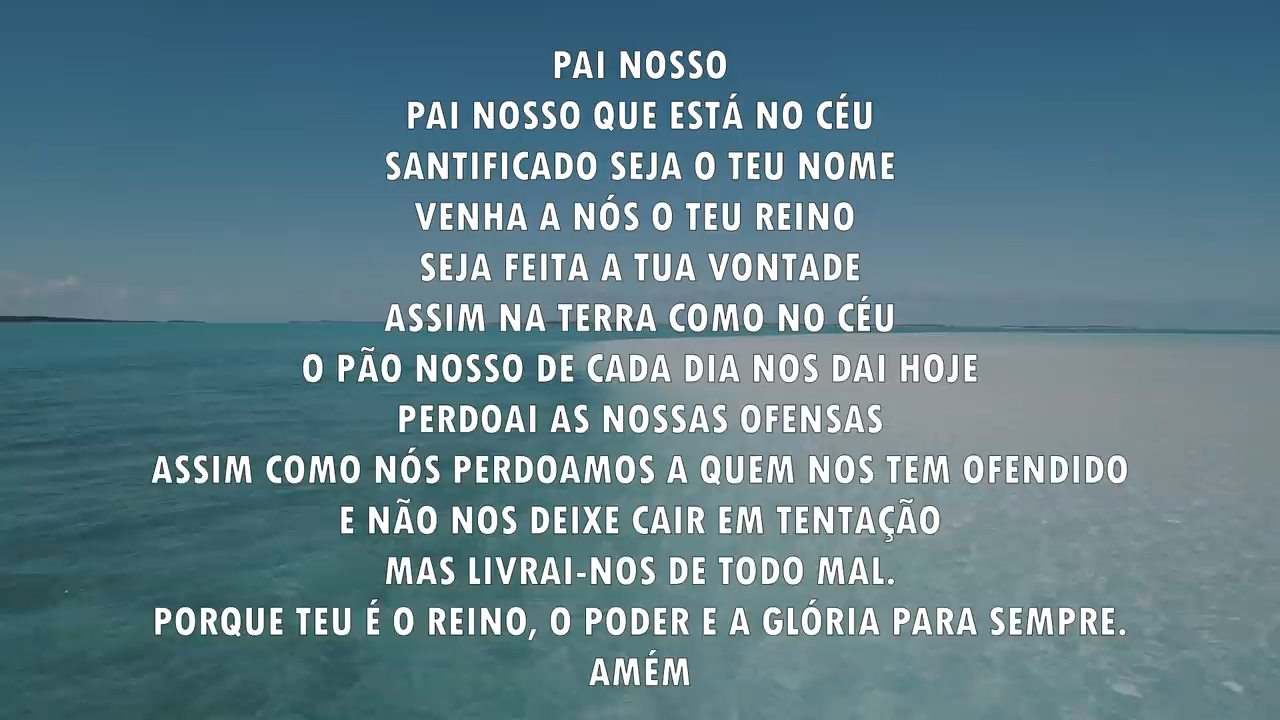 PAI NOSSO
PAI NOSSO QUE ESTÁ NO CÉU
SANTIFICADO SEJA O TEU NOME
VENHA A NÓS O TEU REINO
SEJA FEITA A TUA VONTADE
ASSIM NA TERRA COMO NO CÉU
O PÃO NOSSO DE CADA DIA NOS DAI HOJE
PERDOAI AS NOSSAS OFENSAS
ASSIM COMO NÓS PERDOAMOS A QUEM NOS TEM OFENDIDO
E NÃO NOS DEIXE CAIR EM TENTAÇÃO
MAS LIVRAI-NOS DE TODO MAL.
PORQUE TEU É O REINO, O PODER E A GLÓRIA PARA SEMPRE.
AMÉM